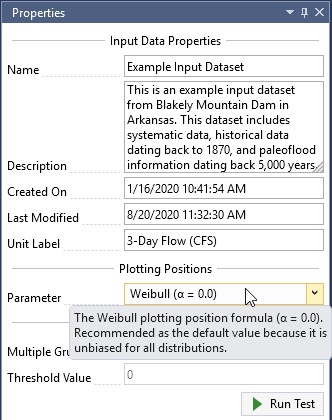 Properties
Input Data Properties
Name Example Input Dataset
This is an example input dataset
from Blakely Mountain Dam in
Arkansas. This dataset includes
systematic data, historical data
dating back to 1870, and paleoflood
Description information dating back 5,000 years
Created On 1/16/2020 10:41:54 AM
Last Modified 8/20/2020 11:32:30 AM
Unit Label 3-Day Flow (CFS)
Plotting Positions
Parameter Weibull (α = 0.0)
The Weibull plotting position formula (α = 0.0).
Recommended as the default value because it is
unbiased for all distributions.
Multiple Gru
Threshold Value 0
Run Test